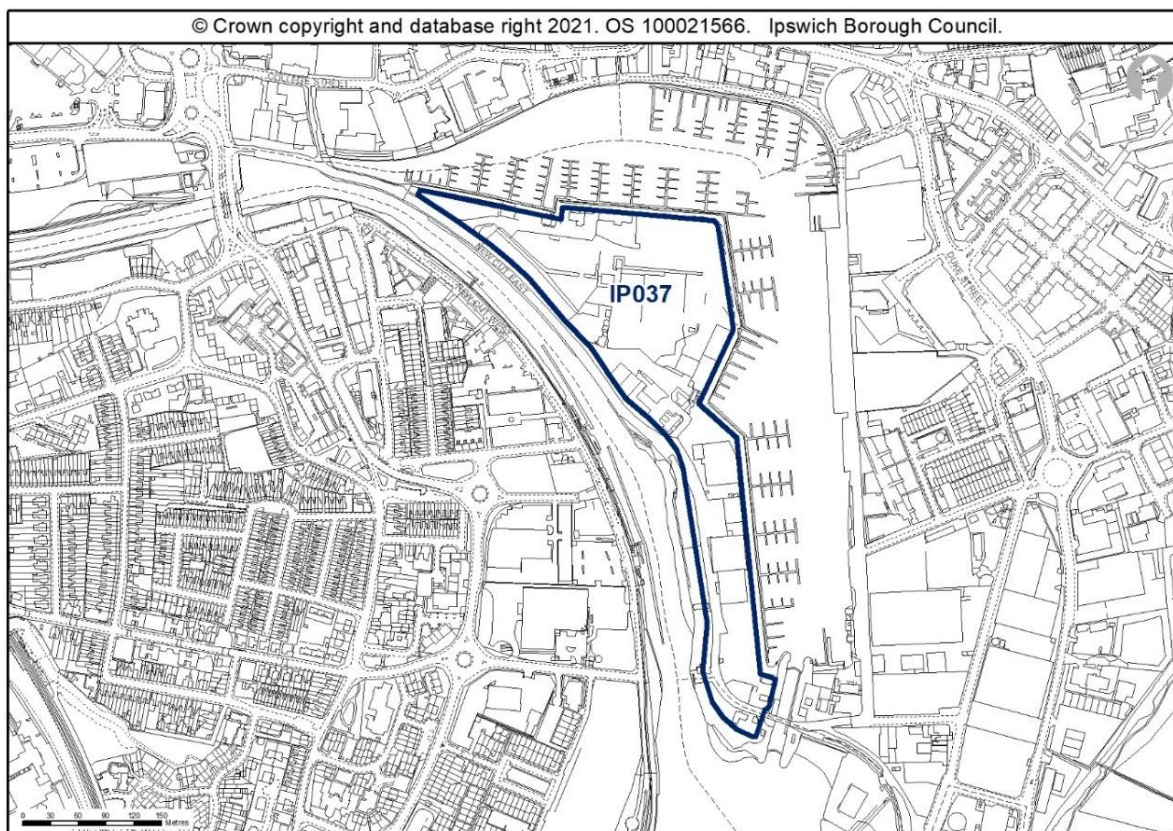 © Crown copyright and database right 2021. OS 100021566. Ipswich Borough Council.
NEW CUT EAST
IP037
DUKE STREET
0 30 60 90 120 150
Metres